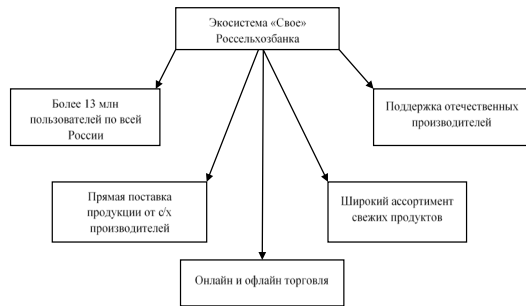 Экосистема «Свое»
Россельхозбанка
Более 13 млн
пользователей по всей
России
Поддержка отечественных
производителей
Прямая поставка
продукции от с/х
производителей
Широкий ассортимент
свежих продуктов
Онлайн и офлайн торговля